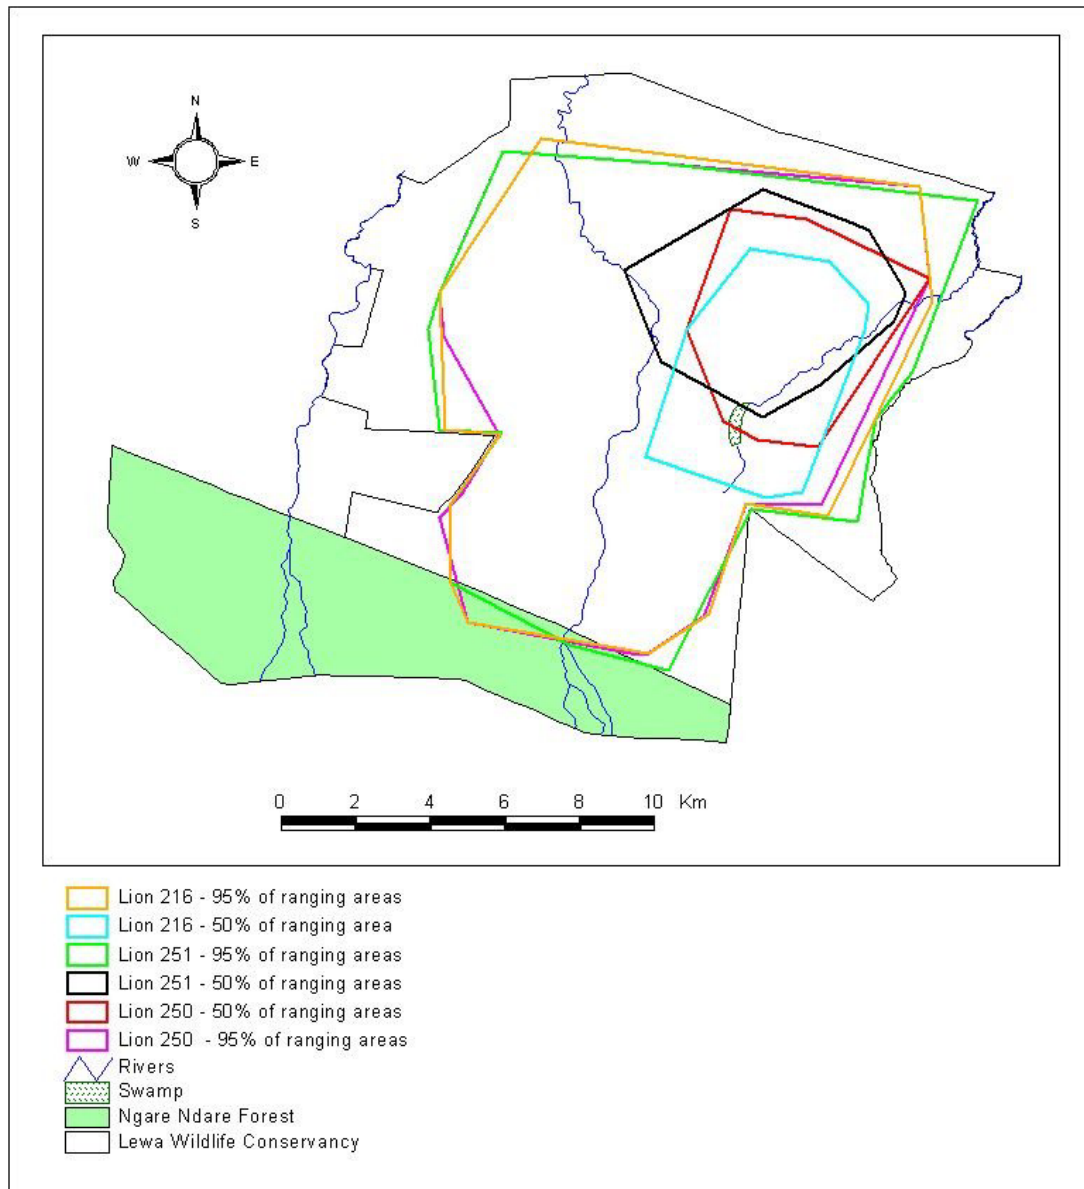 N
W E
S
0 2 4 6 8 10 Km
Lion 216 - 95% of ranging areas
Lion 216 - 50% of ranging area
Lion 251 - 95% of ranging areas
Lion 251 - 50% of ranging areas
Lion 250 - 50% of ranging areas
Lion 250 - 95% of ranging areas
Rivers
Swamp
Ngare Ndare Forest
Lewa Wildlife Conservancy